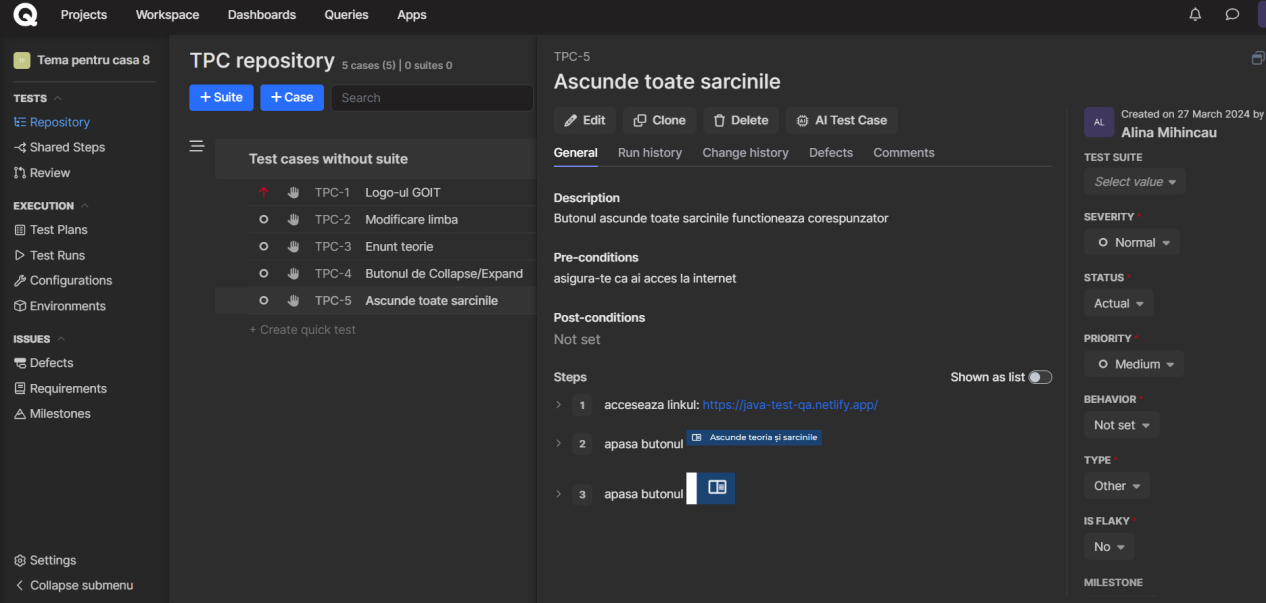 Projects Workspace Dashboards Queries Apps
Tema pentru casa 8
TESTS
Repository
Shared Steps
Review
EXECUTION
Test Plans
Test Runs
Configurations
Environments
ISSUES
Defects
Requirements
Milestones
Settings
Collapse submenu
TPC repository 5 cases (5) | 0 suites 0
+ Suite + Case Search
Test cases without suite
TPC-1 Logo-ul GOIT
TPC-2 Modificare limba
TPC-3 Enunt teorie
TPC-4 Butonul de Collapse/Expand
TPC-5 Ascunde toate sarcinile
+ Create quick test
TPC-5
Ascunde toate sarcinile
Edit Clone Delete AI Test Case
General Run history Change history Defects Comments
Description
Butonul ascunde toate sarcinile functioneaza corespunzator
Pre-conditions
asigura-te ca ai acces la internet
Post-conditions
Not set
Steps Shown as list
1 acceseaza linkul: https://java-test-qa.netlify.app/
2 apasa butonul Ascunde teoria și sarcinile
3 apasa butonul
AL Created on 27 March 2024 by
Alina Mihincau
TEST SUITE
Select value
SEVERITY *
Normal
STATUS *
Actual
PRIORITY *
Medium
BEHAVIOR *
Not set
TYPE *
Other
IS FLAKY *
No
MILESTONE